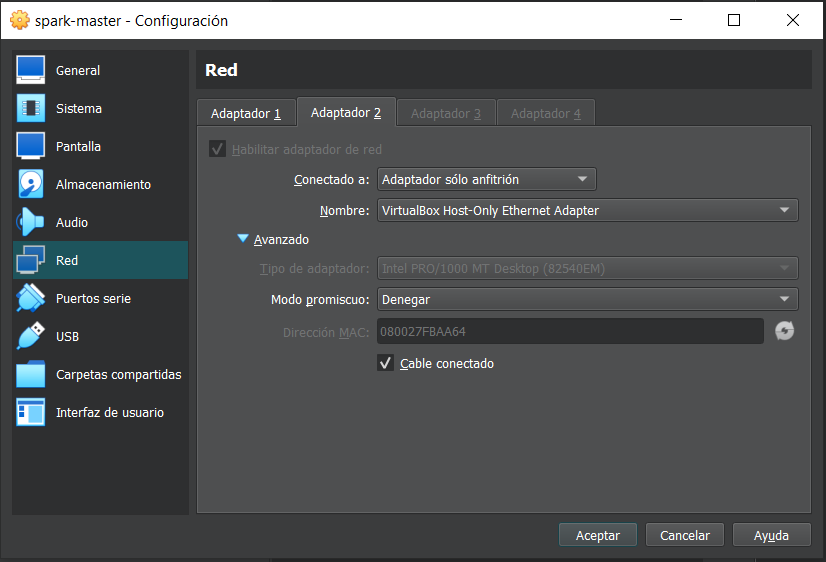 spark-master - Configuración
General
Sistema
Pantalla
Almacenamiento
Audio
Red
Puertos serie
USB
Carpetas compartidas
Interfaz de usuario
Red
Adaptador 1 Adaptador 2 Adaptador 3 Adaptador 4
Habilitar adaptador de red
Conectado a: Adaptador sólo anfitrión
Nombre: VirtualBox Host-Only Ethernet Adapter
Avanzado
Tipo de adaptador: Intel PRO/1000 MT Desktop (82540EM)
Modo promiscuo: Denegar
Dirección MAC: 080027FBAA64
Cable conectado
Aceptar Cancelar Ayuda